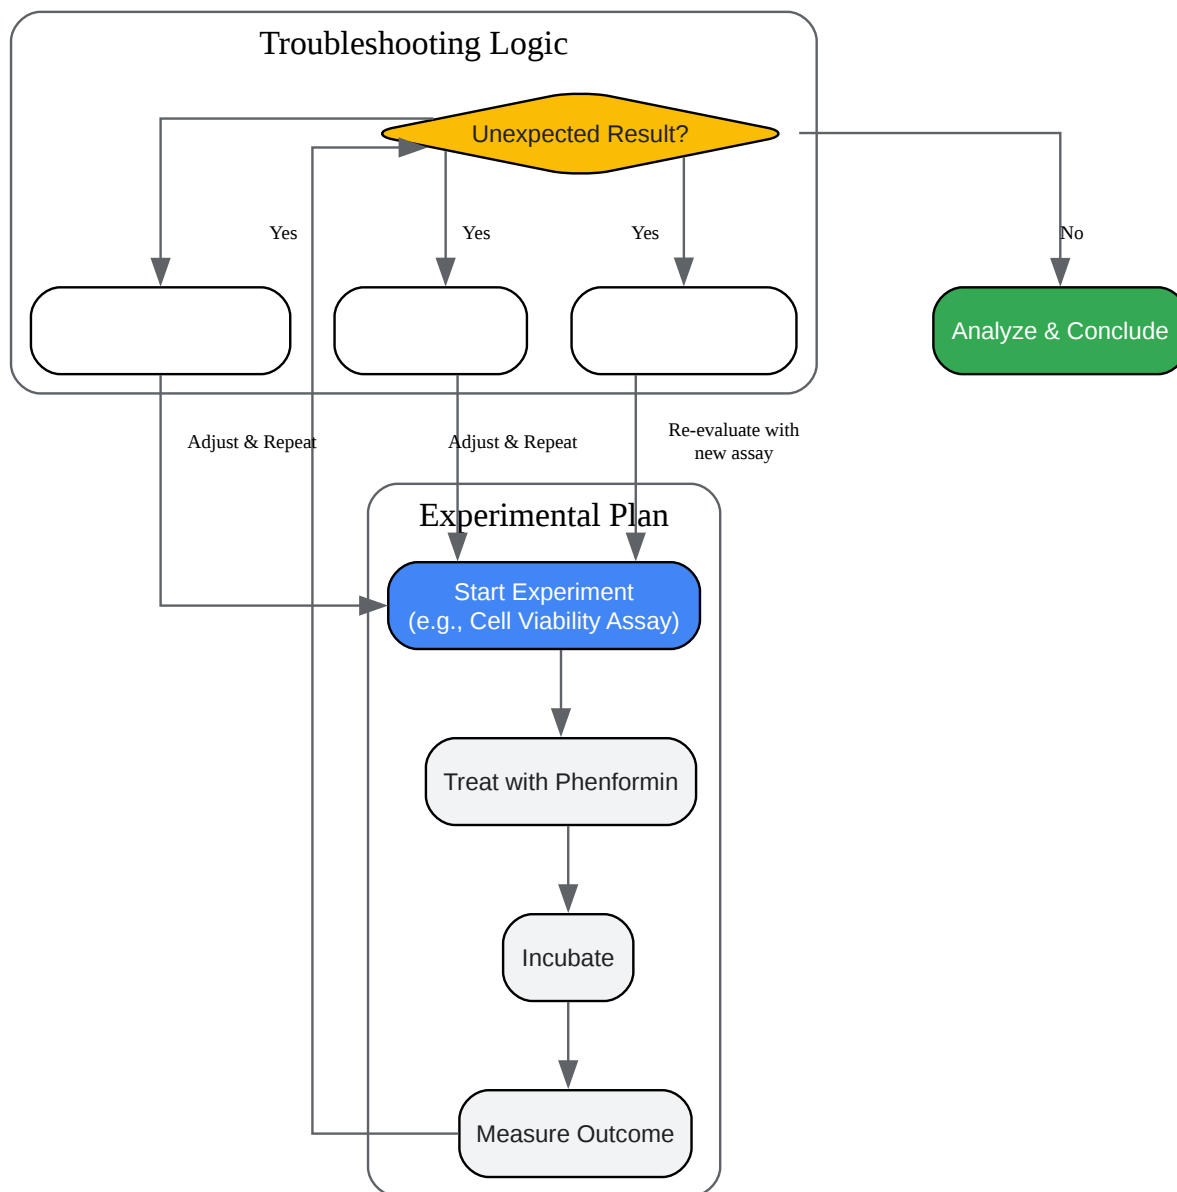 Troubleshooting Logic
Unexpected Result?
Yes
Yes
Yes
No
Analyze & Conclude
Adjust & Repeat
Adjust & Repeat
Re-evaluate with
new assay
Experimental Plan
Start Experiment
(e.g., Cell Viability Assay)
Treat with Phenformin
Incubate
Measure Outcome